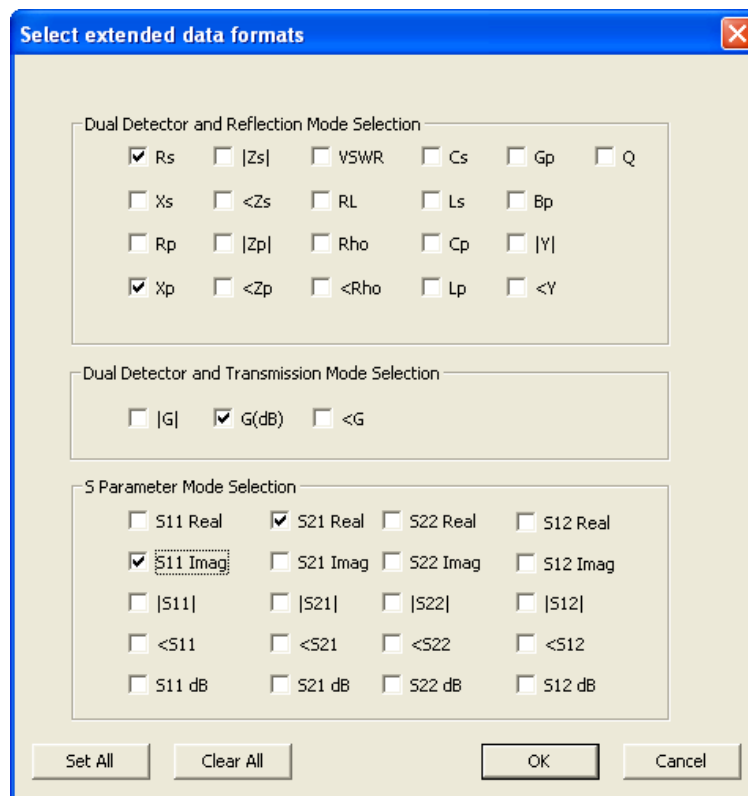 Select extended data formats
Dual Detector and Reflection Mode Selection
Rs |Zs| VSWR Cs Gp Q
Xs <Zs RL Ls Bp
Rp |Zp| Rho Cp |Y|
Xp <Zp <Rho Lp <Y
Dual Detector and Transmission Mode Selection
|G| G(dB) <G
S Parameter Mode Selection
S11 Real S21 Real S22 Real S12 Real
S11 Imag S21 Imag S22 Imag S12 Imag
|S11| |S21| |S22| |S12|
<S11 <S21 <S22 <S12
S11 dB S21 dB S22 dB S12 dB
Set All Clear All OK Cancel